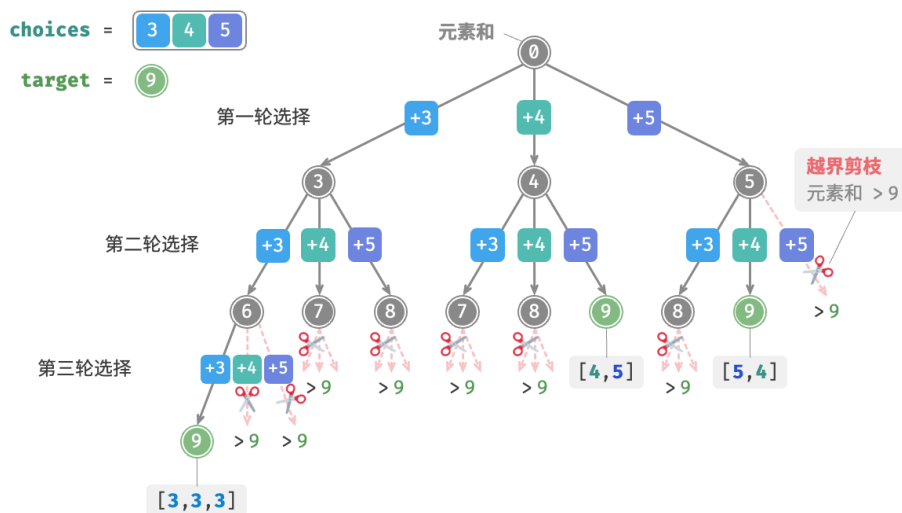 choices = 3 4 5
元素和
0
target = 9
第一轮选择
+3 +4 +5
越界剪枝
元素和 > 9
3 4 5
第二轮选择
+3 +4 +5 +3 +4 +5 +3 +4 +5
6 7 8 7 8 9 8 9 > 9
第三轮选择
+3 +4 +5
> 9 > 9 > 9 > 9 [4,5] > 9 [5,4]
9 > 9 > 9
[3,3,3]